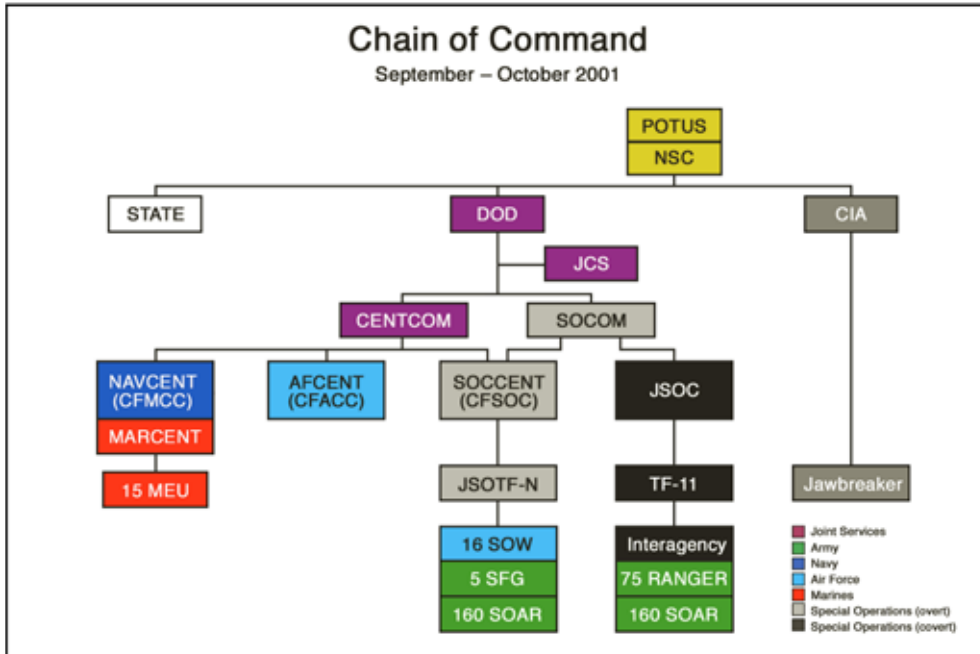 Chain of Command
September – October 2001
POTUS
NSC
STATE
DOD
CIA
JCS
CENTCOM
SOCOM
NAVCENT
(CFMCC)
MARCENT
AFCENT
(CFACC)
SOCCENT
(CFSOC)
JSOC
15 MEU
JSOTF-N
TF-11
Jawbreaker
16 SOW
5 SFG
160 SOAR
Interagency
75 RANGER
160 SOAR
Joint Services
Army
Navy
Air Force
Marines
Special Operations (overt)
Special Operations (covert)